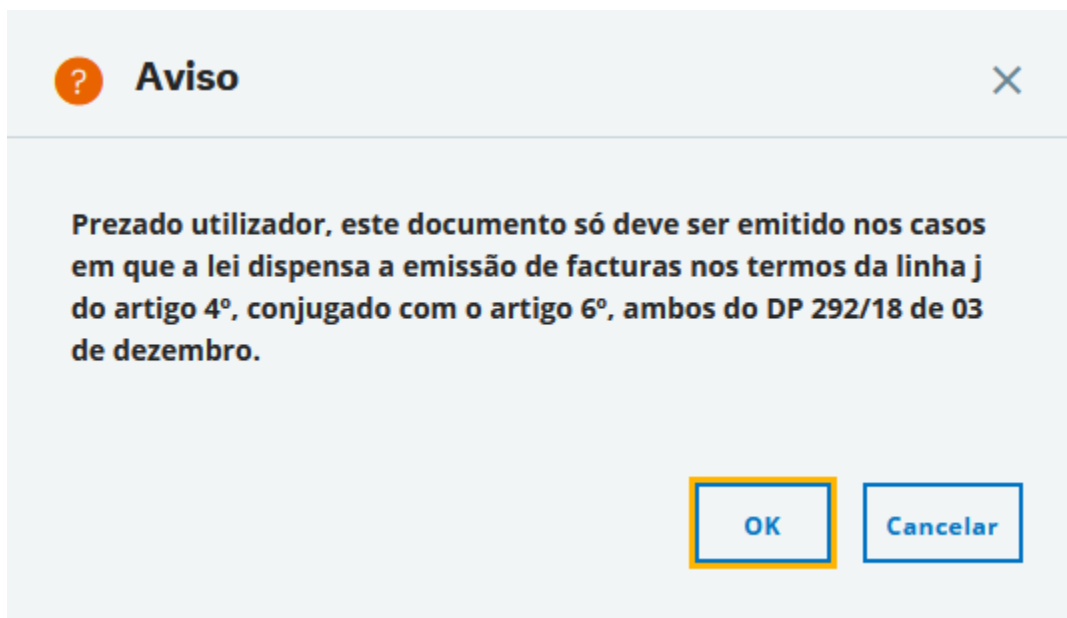 ? Aviso
Prezado utilizador, este documento só deve ser emitido nos casos
em que a lei dispensa a emissão de facturas nos termos da linha j
do artigo 4º, conjugado com o artigo 6º, ambos do DP 292/18 de 03
de dezembro.
OK Cancelar